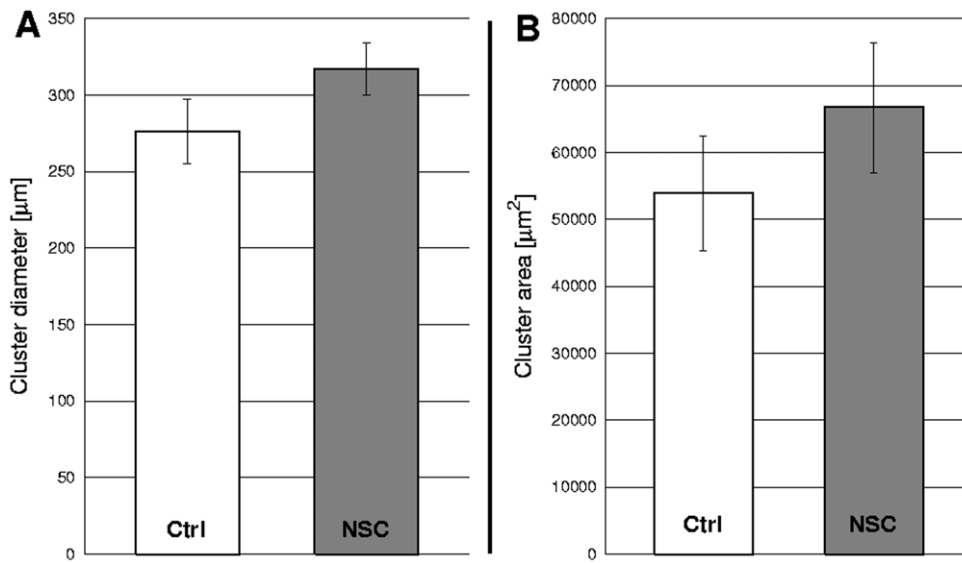 A
Cluster diameter [μm]
350
300
250
200
150
100
50
0
Ctrl
NSC
B
Cluster area [μm²]
80000
70000
60000
50000
40000
30000
20000
10000
0
Ctrl
NSC